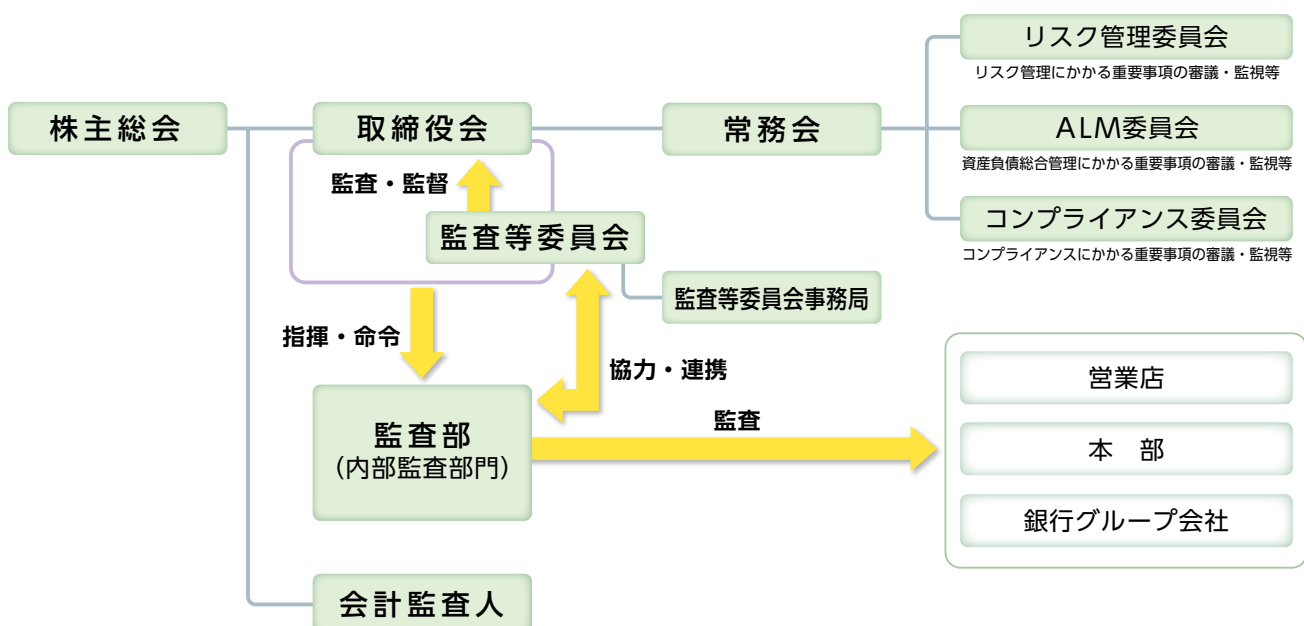 リスク管理委員会
リスク管理にかかる重要事項の審議・監視等
株主総会
取締役会
常務会
ALM委員会
資産負債総合管理にかかる重要事項の審議・監視等
監査・監督
監査等委員会
コンプライアンス委員会
コンプライアンスにかかる重要事項の審議・監視等
監査等委員会事務局
指揮・命令
協力・連携
営業店
監査部
(内部監査部門)
監査
本　部
銀行グループ会社
会計監査人